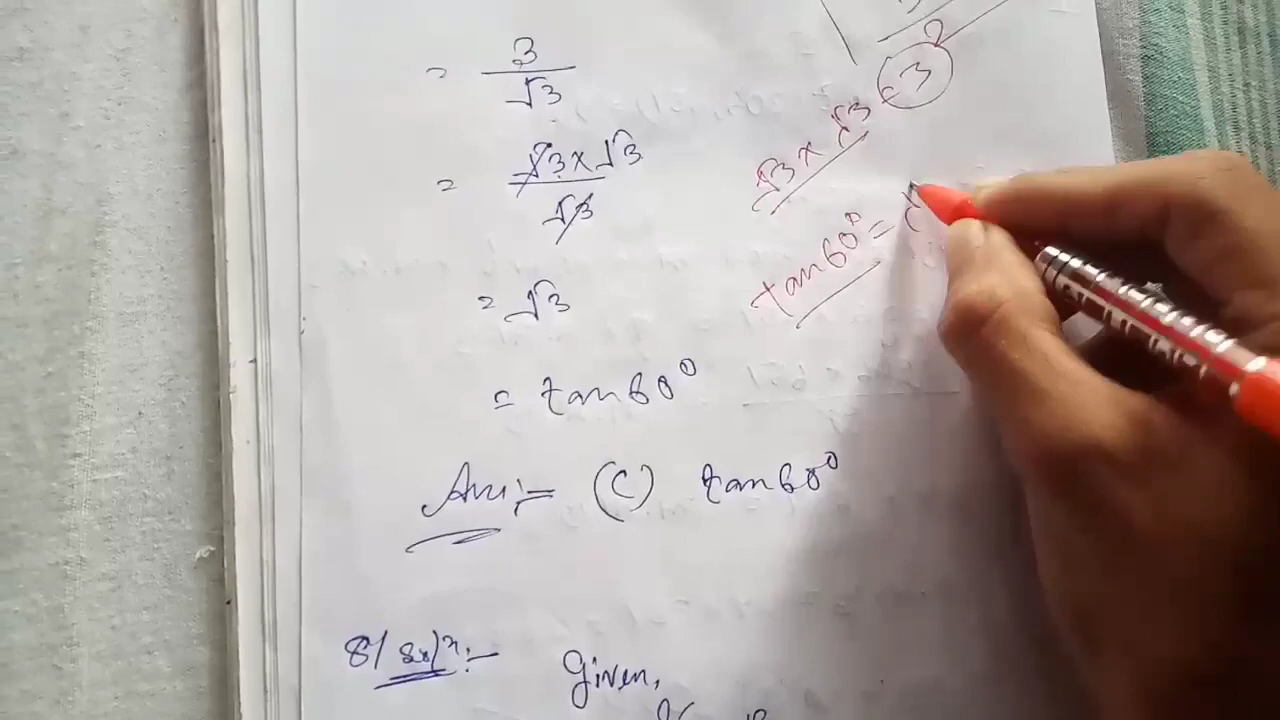 = 3/√3
= √3 x √3 / √3
= √3
= tan60°
Ans:- (C) tan60°
8/ Sol^n:- Given,
√3 x √3 = 3
tan60° =
2